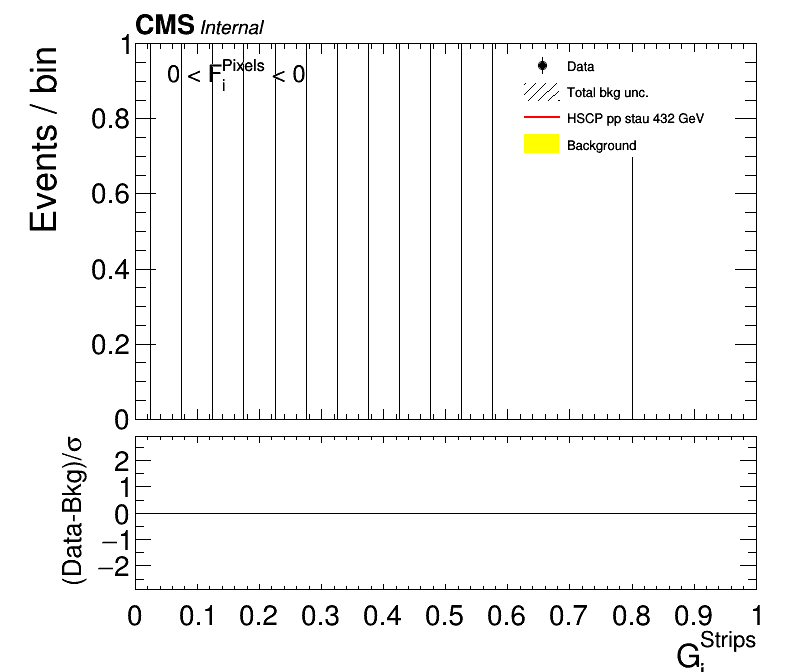 CMS Internal
Events / bin
1
0.8
0.6
0.4
0.2
0
0 < F_i^Pixels < 0
Data
Total bkg unc.
HSCP pp stau 432 GeV
Background
(Data-Bkg)/σ
2
1
0
−1
−2
0 0.1 0.2 0.3 0.4 0.5 0.6 0.7 0.8 0.9 1
G_i^Strips